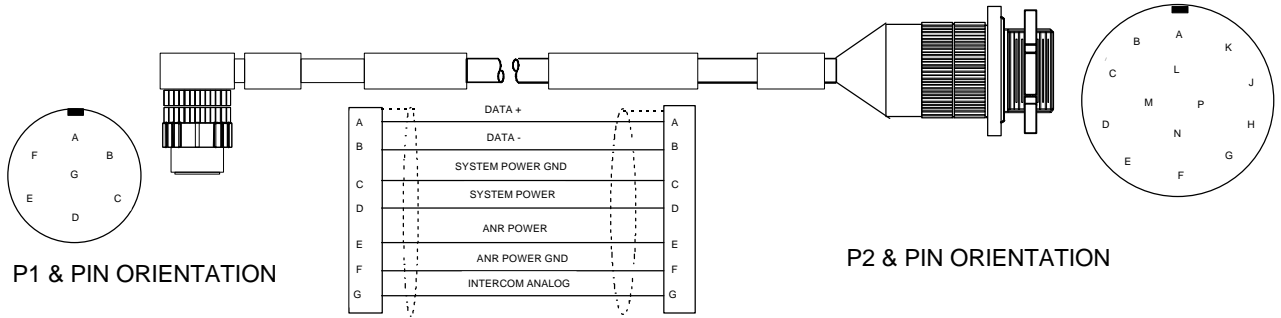 A
B
C
D
E
F
G
P1 & PIN ORIENTATION
A
B
C
D
E
F
G
DATA +
DATA -
SYSTEM POWER GND
SYSTEM POWER
ANR POWER
ANR POWER GND
INTERCOM ANALOG
A
B
C
D
E
F
G
A
B
C
D
E
F
G
H
J
K
L
M
N
P
P2 & PIN ORIENTATION